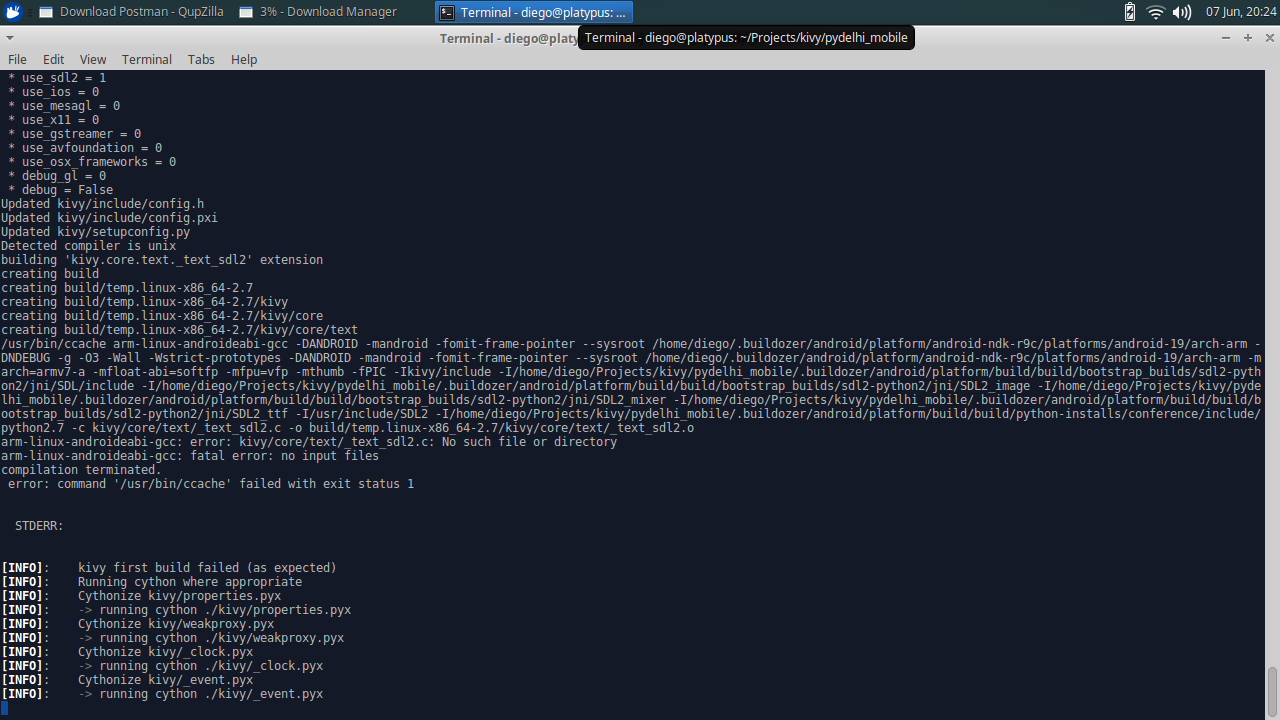 Download Postman - QupZilla
3% - Download Manager
Terminal - diego@platypus: ...
07 Jun, 20:24
Terminal - diego@platy
Terminal - diego@platypus: ~/Projects/kivy/pydelhi_mobile
File Edit View Terminal Tabs Help
* use_sdl2 = 1
* use_ios = 0
* use_mesagl = 0
* use_x11 = 0
* use_gstreamer = 0
* use_avfoundation = 0
* use_osx_frameworks = 0
* debug_gl = 0
* debug = False
Updated kivy/include/config.h
Updated kivy/include/config.pxi
Updated kivy/setupconfig.py
Detected compiler is unix
building 'kivy.core.text._text_sdl2' extension
creating build
creating build/temp.linux-x86_64-2.7
creating build/temp.linux-x86_64-2.7/kivy
creating build/temp.linux-x86_64-2.7/kivy/core
creating build/temp.linux-x86_64-2.7/kivy/core/text
/usr/bin/ccache arm-linux-androideabi-gcc -DANDROID -mandroid -fomit-frame-pointer --sysroot /home/diego/.buildozer/android/platform/android-ndk-r9c/platforms/android-19/arch-arm -
DNDEBUG -g -O3 -Wall -Wstrict-prototypes -DANDROID -mandroid -fomit-frame-pointer --sysroot /home/diego/.buildozer/android/platform/android-ndk-r9c/platforms/android-19/arch-arm -m
arch=armv7-a -mfloat-abi=softfp -mfpu=vfp -mthumb -fPIC -Ikivy/include -I/home/diego/Projects/kivy/pydelhi_mobile/.buildozer/android/platform/build/build/bootstrap_builds/sdl2-pyth
on2/jni/SDL/include -I/home/diego/Projects/kivy/pydelhi_mobile/.buildozer/android/platform/build/build/bootstrap_builds/sdl2-python2/jni/SDL2_image -I/home/diego/Projects/kivy/pyde
lhi_mobile/.buildozer/android/platform/build/build/bootstrap_builds/sdl2-python2/jni/SDL2_mixer -I/home/diego/Projects/kivy/pydelhi_mobile/.buildozer/android/platform/build/build/b
ootstrap_builds/sdl2-python2/jni/SDL2_ttf -I/usr/include/SDL2 -I/home/diego/Projects/kivy/pydelhi_mobile/.buildozer/android/platform/build/build/python-installs/conference/include/
python2.7 -c kivy/core/text/_text_sdl2.c -o build/temp.linux-x86_64-2.7/kivy/core/text/_text_sdl2.o
arm-linux-androideabi-gcc: error: kivy/core/text/_text_sdl2.c: No such file or directory
arm-linux-androideabi-gcc: fatal error: no input files
compilation terminated.
error: command '/usr/bin/ccache' failed with exit status 1
STDERR:
[INFO]: kivy first build failed (as expected)
[INFO]: Running cython where appropriate
[INFO]: Cythonize kivy/properties.pyx
[INFO]: -> running cython ./kivy/properties.pyx
[INFO]: Cythonize kivy/weakproxy.pyx
[INFO]: -> running cython ./kivy/weakproxy.pyx
[INFO]: Cythonize kivy/_clock.pyx
[INFO]: -> running cython ./kivy/_clock.pyx
[INFO]: Cythonize kivy/_event.pyx
[INFO]: -> running cython ./kivy/_event.pyx